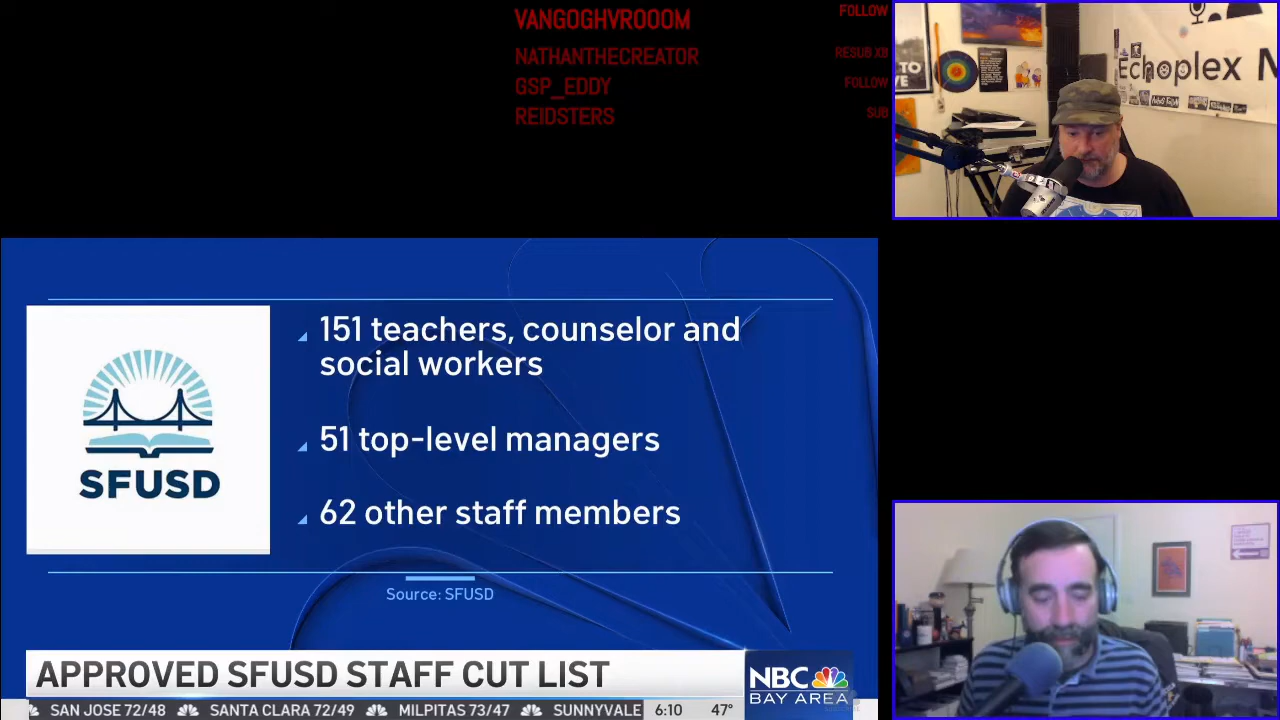 VANGOGHVROOOM FOLLOW
NATHANTHECREATOR RESUB X9
GSP_EDDY FOLLOW
REIDSTERS SUB
Echoplex
SFUSD
151 teachers, counselor and
social workers
51 top-level managers
62 other staff members
Source: SFUSD
APPROVED SFUSD STAFF CUT LIST
NBC
BAY AREA
SAN JOSE 72/48 SANTA CLARA 72/49 MILPITAS 73/47 SUNNYVALE 6:10 47°